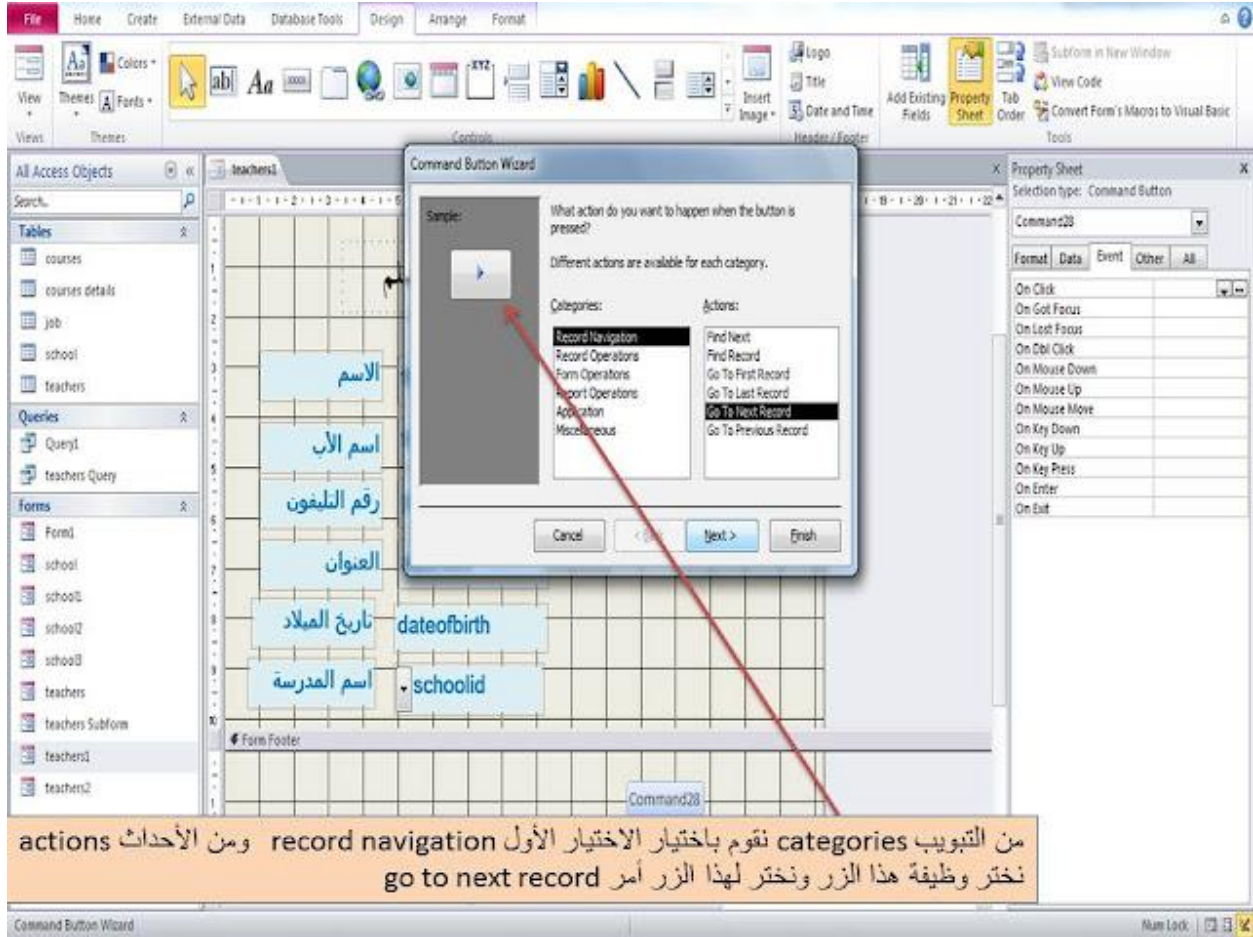 File Home Create External Data Database Tools Design Arrange Format
Colors
Fonts
View Themes
Views Themes
Aa
ab Aa xxxx XYZ
Controls
Insert Image
Logo
Title
Date and Time
Header / Footer
Add Existing Fields
Property Sheet
Tab Order
Subform in New Window
View Code
Convert Form's Macros to Visual Basic
Tools
All Access Objects
Search..
Tables
courses
courses details
job
school
teachers
Queries
Query1
teachers Query
Forms
Form1
school
school1
school2
school3
teachers
teachers Subform
teachers1
teachers2
teachers1
الاسم
اسم الأب
رقم التليفون
العنوان
تاريخ الميلاد dateofbirth
اسم المدرسة schoolid
Form Footer
Command28
Command Button Wizard
Sample:
What action do you want to happen when the button is
pressed?
Different actions are available for each category.
Categories: Actions:
Record Navigation
Record Operations
Form Operations
Report Operations
Application
Miscellaneous
Find Next
Find Record
Go To First Record
Go To Last Record
Go To Next Record
Go To Previous Record
Cancel Next > Finish
Property Sheet
Selection type: Command Button
Command28
Format Data Event Other All
On Click
On Got Focus
On Lost Focus
On Dbl Click
On Mouse Down
On Mouse Up
On Mouse Move
On Key Down
On Key Up
On Key Press
On Enter
On Exit
من التبويب categories نقوم باختيار الاختيار الأول record navigation ومن الأحداث actions
نختر وظيفة هذا الزر ونختر لهذا الزر أمر go to next record
Command Button Wizard
Num Lock